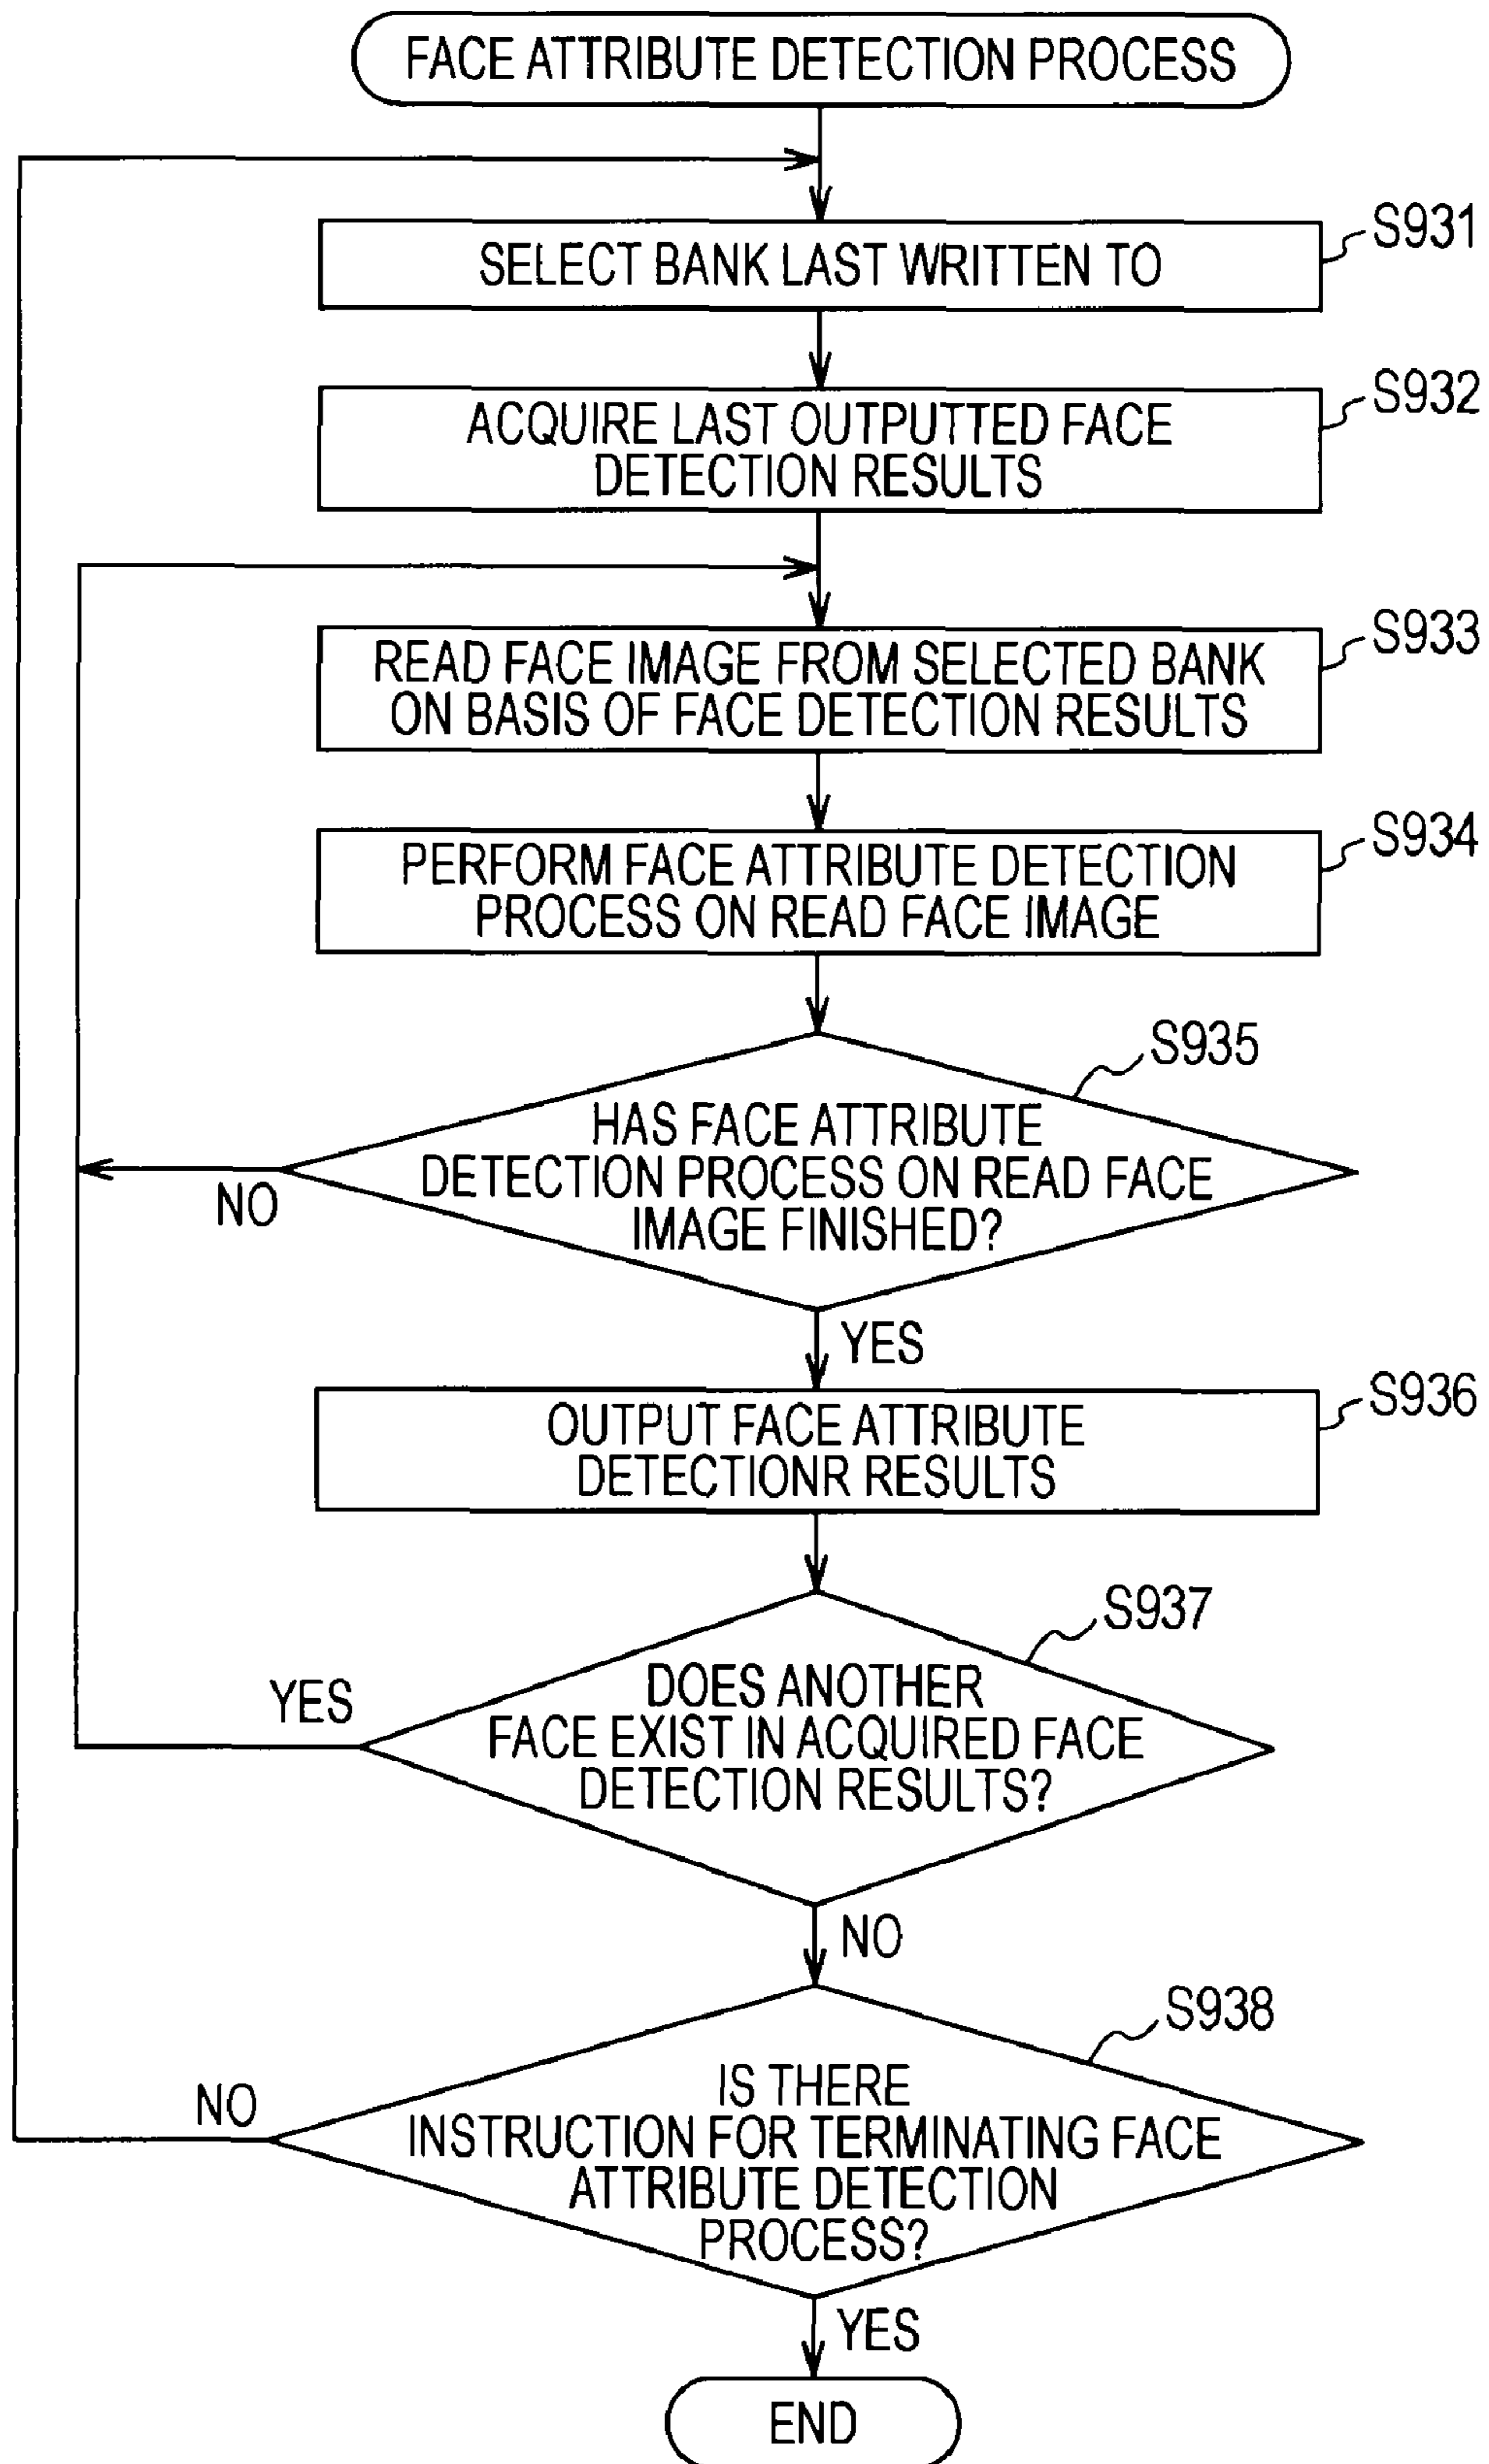 FACE ATTRIBUTE DETECTION PROCESS
SELECT BANK LAST WRITTEN TO
S931
ACQUIRE LAST OUTPUTTED FACE
DETECTION RESULTS
S932
READ FACE IMAGE FROM SELECTED BANK
ON BASIS OF FACE DETECTION RESULTS
S933
PERFORM FACE ATTRIBUTE DETECTION
PROCESS ON READ FACE IMAGE
S934
S935
HAS FACE ATTRIBUTE
DETECTION PROCESS ON READ FACE
IMAGE FINISHED?
NO
YES
OUTPUT FACE ATTRIBUTE
DETECTIONR RESULTS
S936
S937
DOES ANOTHER
FACE EXIST IN ACQUIRED FACE
DETECTION RESULTS?
YES
NO
S938
IS THERE
INSTRUCTION FOR TERMINATING FACE
ATTRIBUTE DETECTION
PROCESS?
NO
YES
END